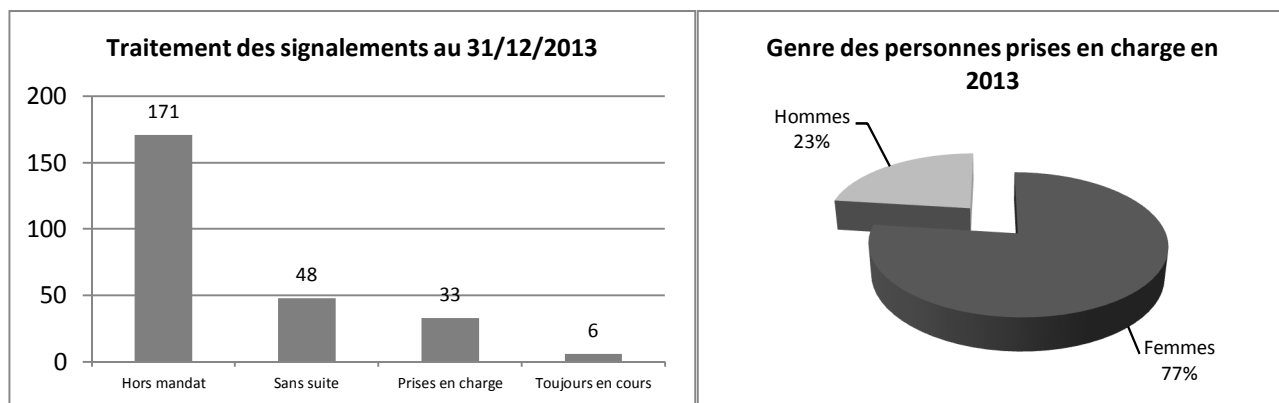 Traitement des signalements au 31/12/2013
200
150
100
50
0
171
48
33
6
Hors mandat
Sans suite
Prises en charge
Toujours en cours
Genre des personnes prises en charge en
2013
Hommes
23%
Femmes
77%